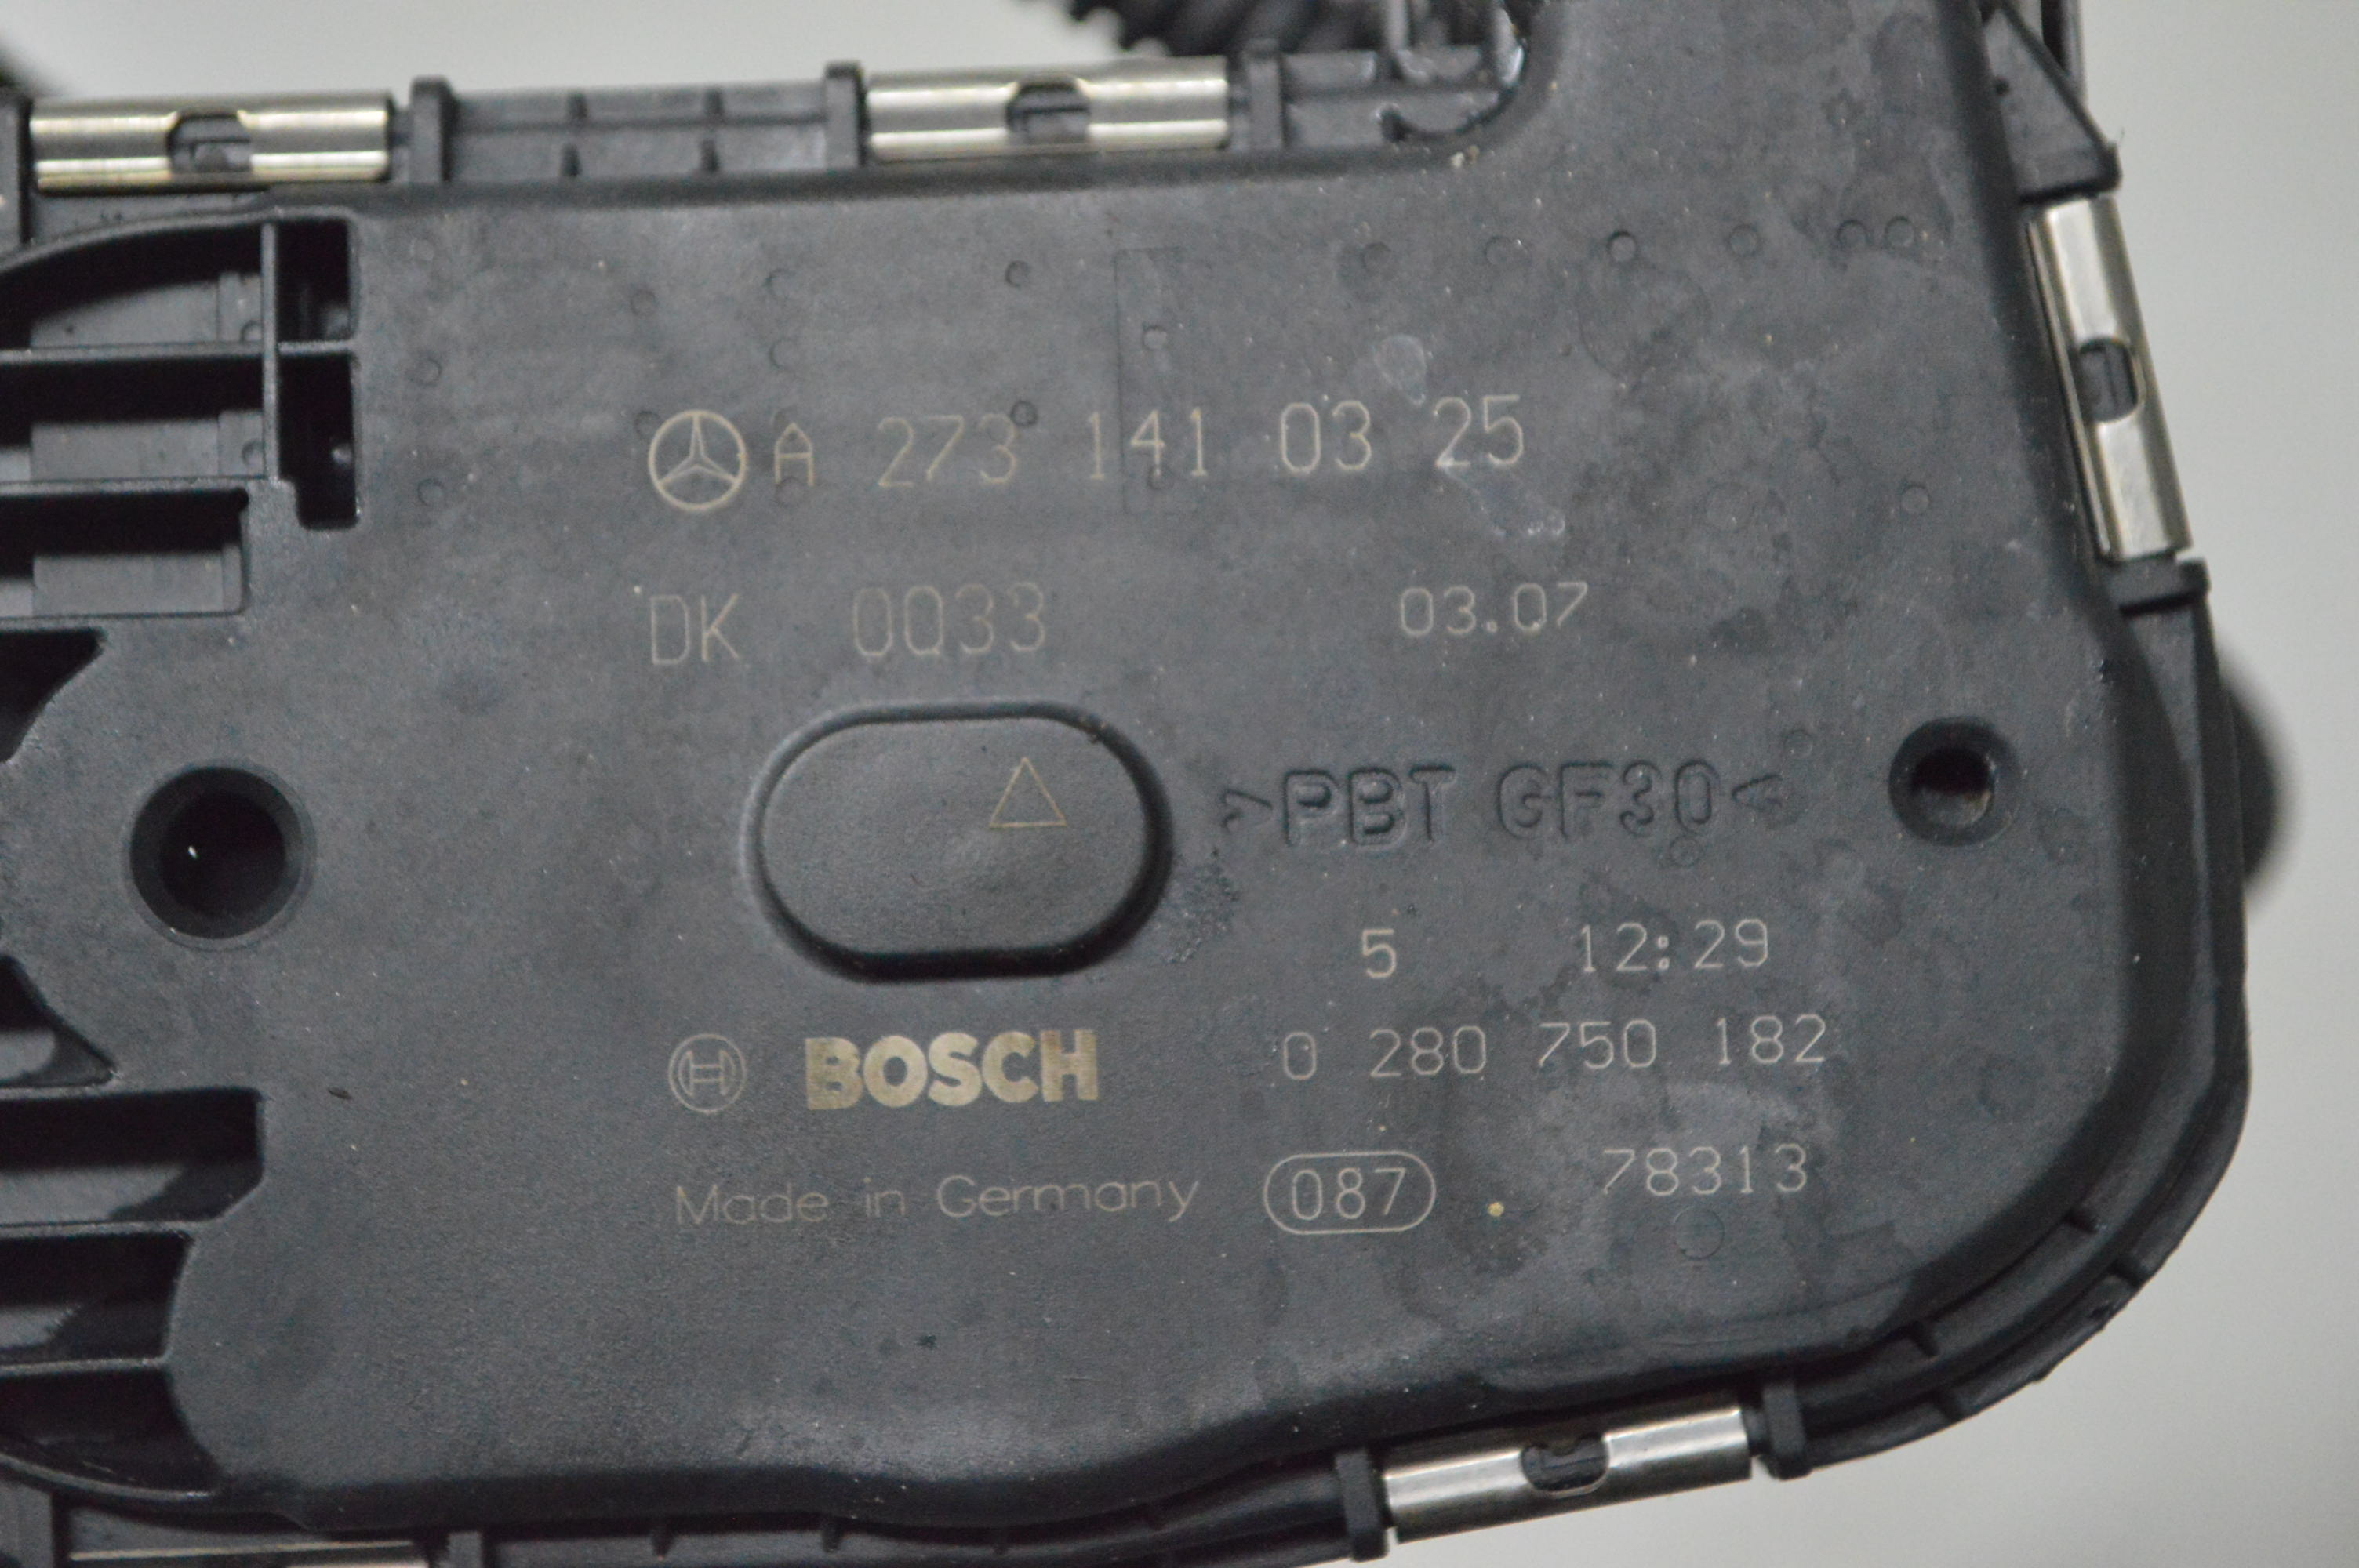 A 273 141 03 25
DK 0033 03.07
>PBT GF30<
5 12:29
BOSCH 0 280 750 182
Made in Germany 087 78313